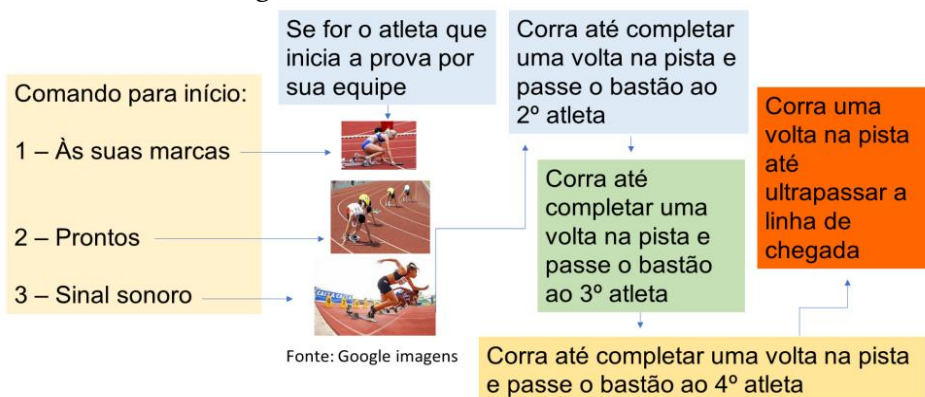 Comando para início:
1 – Às suas marcas
2 – Prontos
3 – Sinal sonoro
Se for o atleta que
inicia a prova por
sua equipe
Fonte: Google imagens
Corra até completar
uma volta na pista e
passe o bastão ao
2º atleta
Corra até
completar uma
volta na pista e
passe o bastão
ao 3º atleta
Corra até completar uma volta na pista
e passe o bastão ao 4º atleta
Corra uma
volta na pista
até
ultrapassar a
linha de
chegada